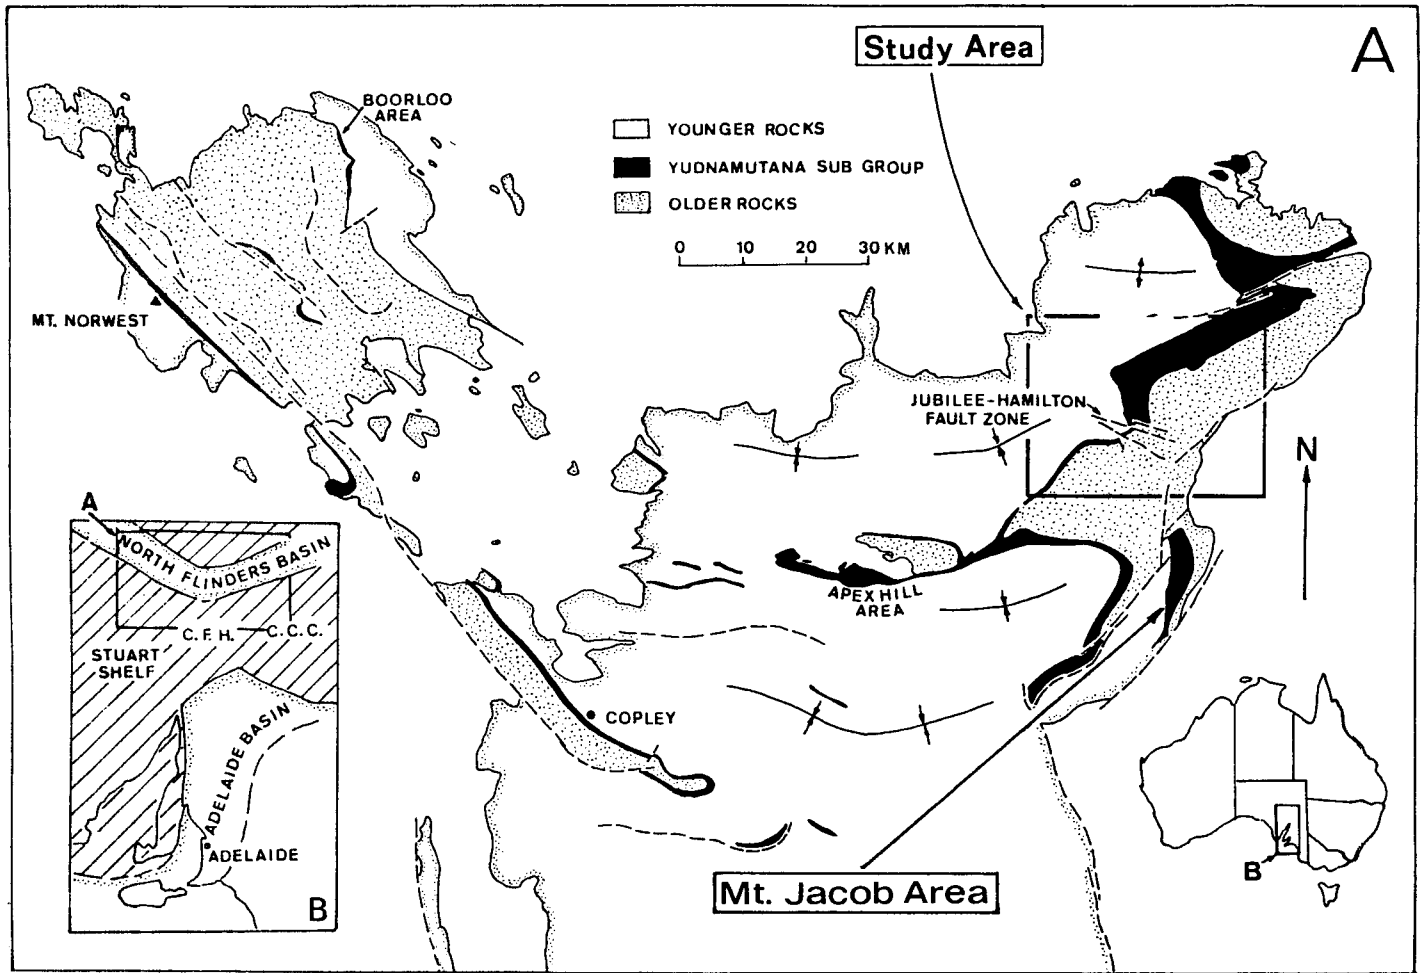 Study Area
A
BOORLOO
AREA
YOUNGER ROCKS
YUDNAMUTANA SUB GROUP
OLDER ROCKS
0 10 20 30 KM
MT. NORWEST
JUBILEE-HAMILTON
FAULT ZONE
N
A
NORTH FLINDERS BASIN
APEX HILL
AREA
C.F.H. C.C.C.
STUART
SHELF
COPLEY
ADELAIDE BASIN
ADELAIDE
B
Mt. Jacob Area
B